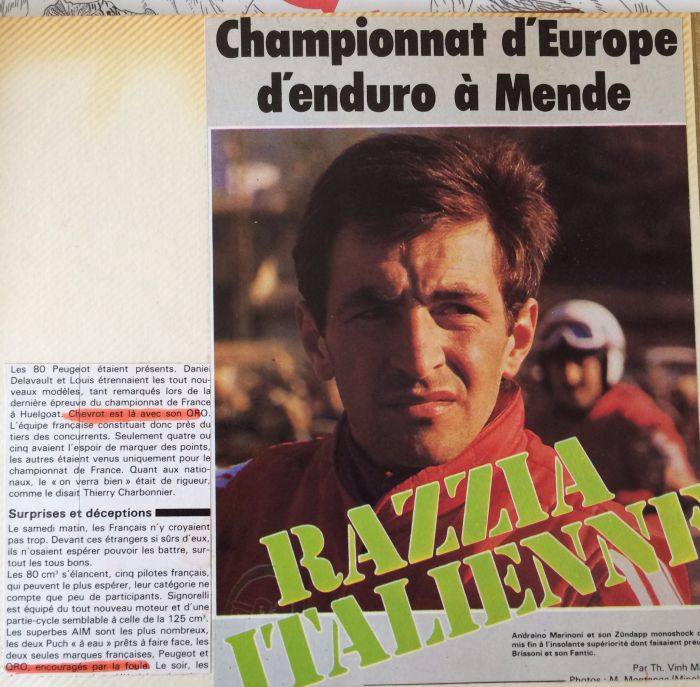 Championnat d'Europe
d'enduro à Mende
RAZZIA
ITALIENNE
Andreino Marinoni et son Zündapp monoshock
mis fin à l'insolente supériorité dont faisaient
Brissoni et son Fantic.
Par Th. Vinh
Photos : M.
Les 80 Peugeot étaient présents. Daniel
Delavault et Louis étrennaient les tout nou-
veaux modèles, tant remarqués lors de la
dernière épreuve du championnat de France
à Huelgoat. Chevrot est là avec son QRO.
L'équipe française constituait donc près du
tiers des concurrents. Seulement quatre ou
cinq avaient l'espoir de marquer des points,
les autres étaient venus uniquement pour le
championnat de France. Quant aux natio-
naux, le « on verra bien » était de rigueur,
comme le disait Thierry Charbonnier.
Surprises et déceptions
Le samedi matin, les Français n'y croyaient
pas trop. Devant ces étrangers si sûrs d'eux,
ils n'osaient espérer pouvoir les battre, sur-
tout les tous bons.
Les 80 cm³ s'élancent, cinq pilotes français,
qui peuvent le plus espérer, leur catégorie ne
compte que peu de participants. Signorelli
est équipé du tout nouveau moteur et d'une
partie-cycle semblable à celle de la 125 cm³.
Les superbes AIM sont les plus nombreux,
les deux Puch « à eau » prêts à faire face, les
deux seules marques françaises, Peugeot et
QRO, encouragés par la foule. Le soir, les